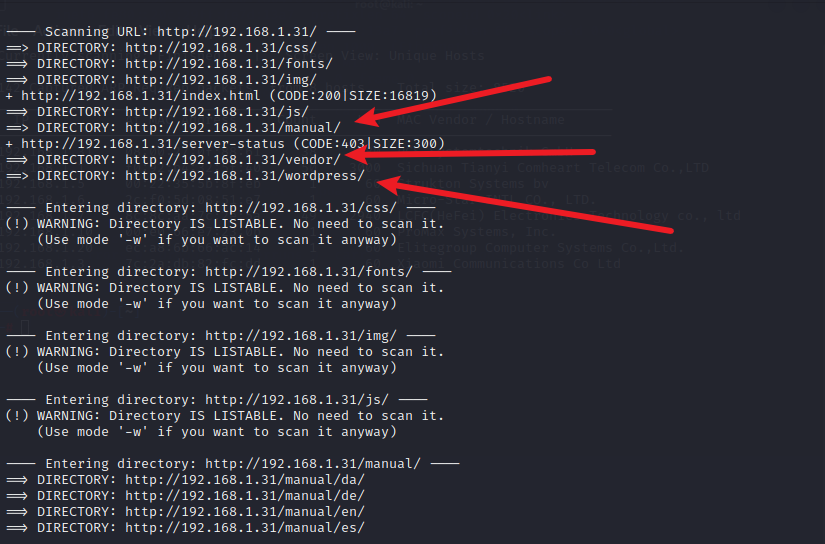 ---- Scanning URL: http://192.168.1.31/ ----
==> DIRECTORY: http://192.168.1.31/css/
==> DIRECTORY: http://192.168.1.31/fonts/
==> DIRECTORY: http://192.168.1.31/img/
+ http://192.168.1.31/index.html (CODE:200|SIZE:16819)
==> DIRECTORY: http://192.168.1.31/js/
==> DIRECTORY: http://192.168.1.31/manual/
+ http://192.168.1.31/server-status (CODE:403|SIZE:300)
==> DIRECTORY: http://192.168.1.31/vendor/
==> DIRECTORY: http://192.168.1.31/wordpress/
---- Entering directory: http://192.168.1.31/css/ ----
(!) WARNING: Directory IS LISTABLE. No need to scan it.
(Use mode '-w' if you want to scan it anyway)
---- Entering directory: http://192.168.1.31/fonts/ ----
(!) WARNING: Directory IS LISTABLE. No need to scan it.
(Use mode '-w' if you want to scan it anyway)
---- Entering directory: http://192.168.1.31/img/ ----
(!) WARNING: Directory IS LISTABLE. No need to scan it.
(Use mode '-w' if you want to scan it anyway)
---- Entering directory: http://192.168.1.31/js/ ----
(!) WARNING: Directory IS LISTABLE. No need to scan it.
(Use mode '-w' if you want to scan it anyway)
---- Entering directory: http://192.168.1.31/manual/ ----
==> DIRECTORY: http://192.168.1.31/manual/da/
==> DIRECTORY: http://192.168.1.31/manual/de/
==> DIRECTORY: http://192.168.1.31/manual/en/
==> DIRECTORY: http://192.168.1.31/manual/es/